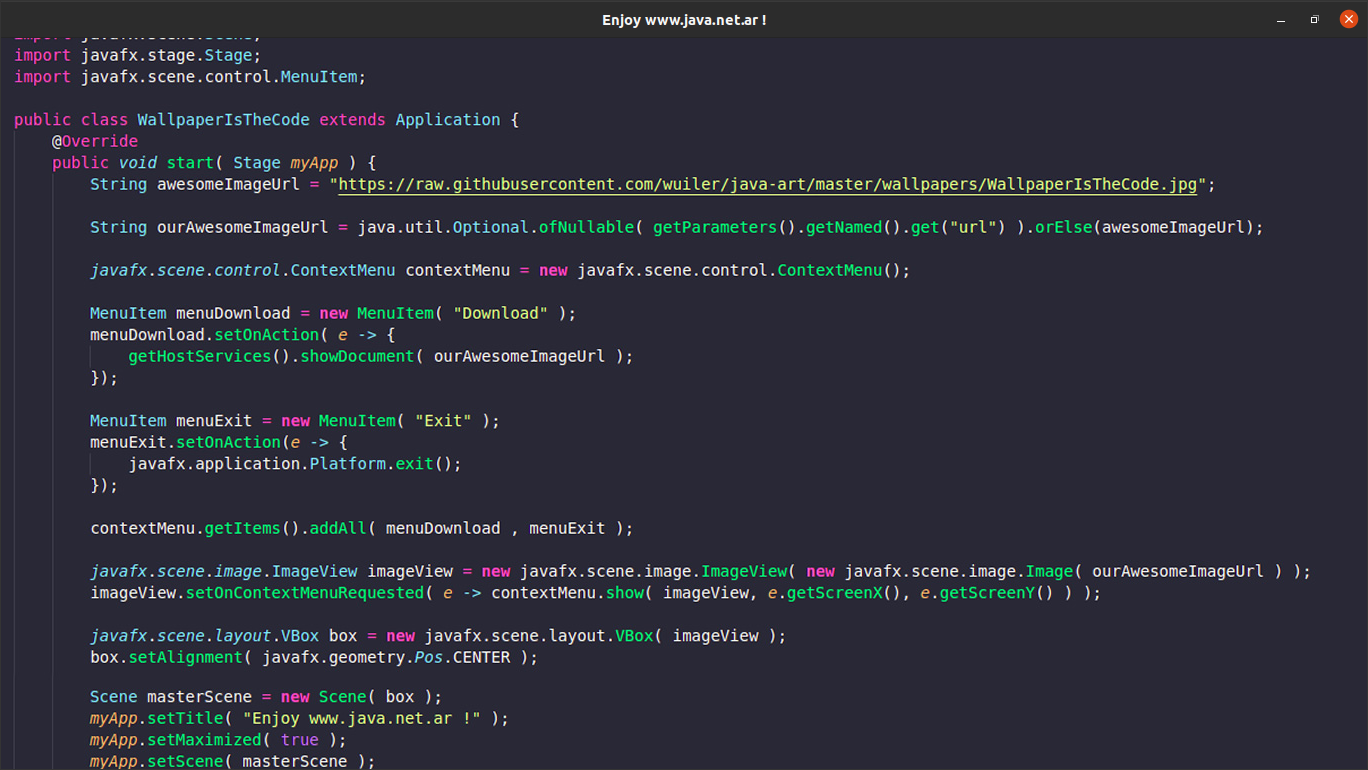 Enjoy www.java.net.ar !
import javafx.scene.Scene;
import javafx.stage.Stage;
import javafx.scene.control.MenuItem;
public class WallpaperIsTheCode extends Application {
@Override
public void start( Stage myApp ) {
String awesomeImageUrl = "https://raw.githubusercontent.com/wuiler/java-art/master/wallpapers/WallpaperIsTheCode.jpg";
String ourAwesomeImageUrl = java.util.Optional.ofNullable( getParameters().getNamed().get("url") ).orElse(awesomeImageUrl);
javafx.scene.control.ContextMenu contextMenu = new javafx.scene.control.ContextMenu();
MenuItem menuDownload = new MenuItem( "Download" );
menuDownload.setOnAction( e -> {
getHostServices().showDocument( ourAwesomeImageUrl );
});
MenuItem menuExit = new MenuItem( "Exit" );
menuExit.setOnAction(e -> {
javafx.application.Platform.exit();
});
contextMenu.getItems().addAll( menuDownload , menuExit );
javafx.scene.image.ImageView imageView = new javafx.scene.image.ImageView( new javafx.scene.image.Image( ourAwesomeImageUrl ) );
imageView.setOnContextMenuRequested( e -> contextMenu.show( imageView, e.getScreenX(), e.getScreenY() ) );
javafx.scene.layout.VBox box = new javafx.scene.layout.VBox( imageView );
box.setAlignment( javafx.geometry.Pos.CENTER );
Scene masterScene = new Scene( box );
myApp.setTitle( "Enjoy www.java.net.ar !" );
myApp.setMaximized( true );
myApp.setScene( masterScene );